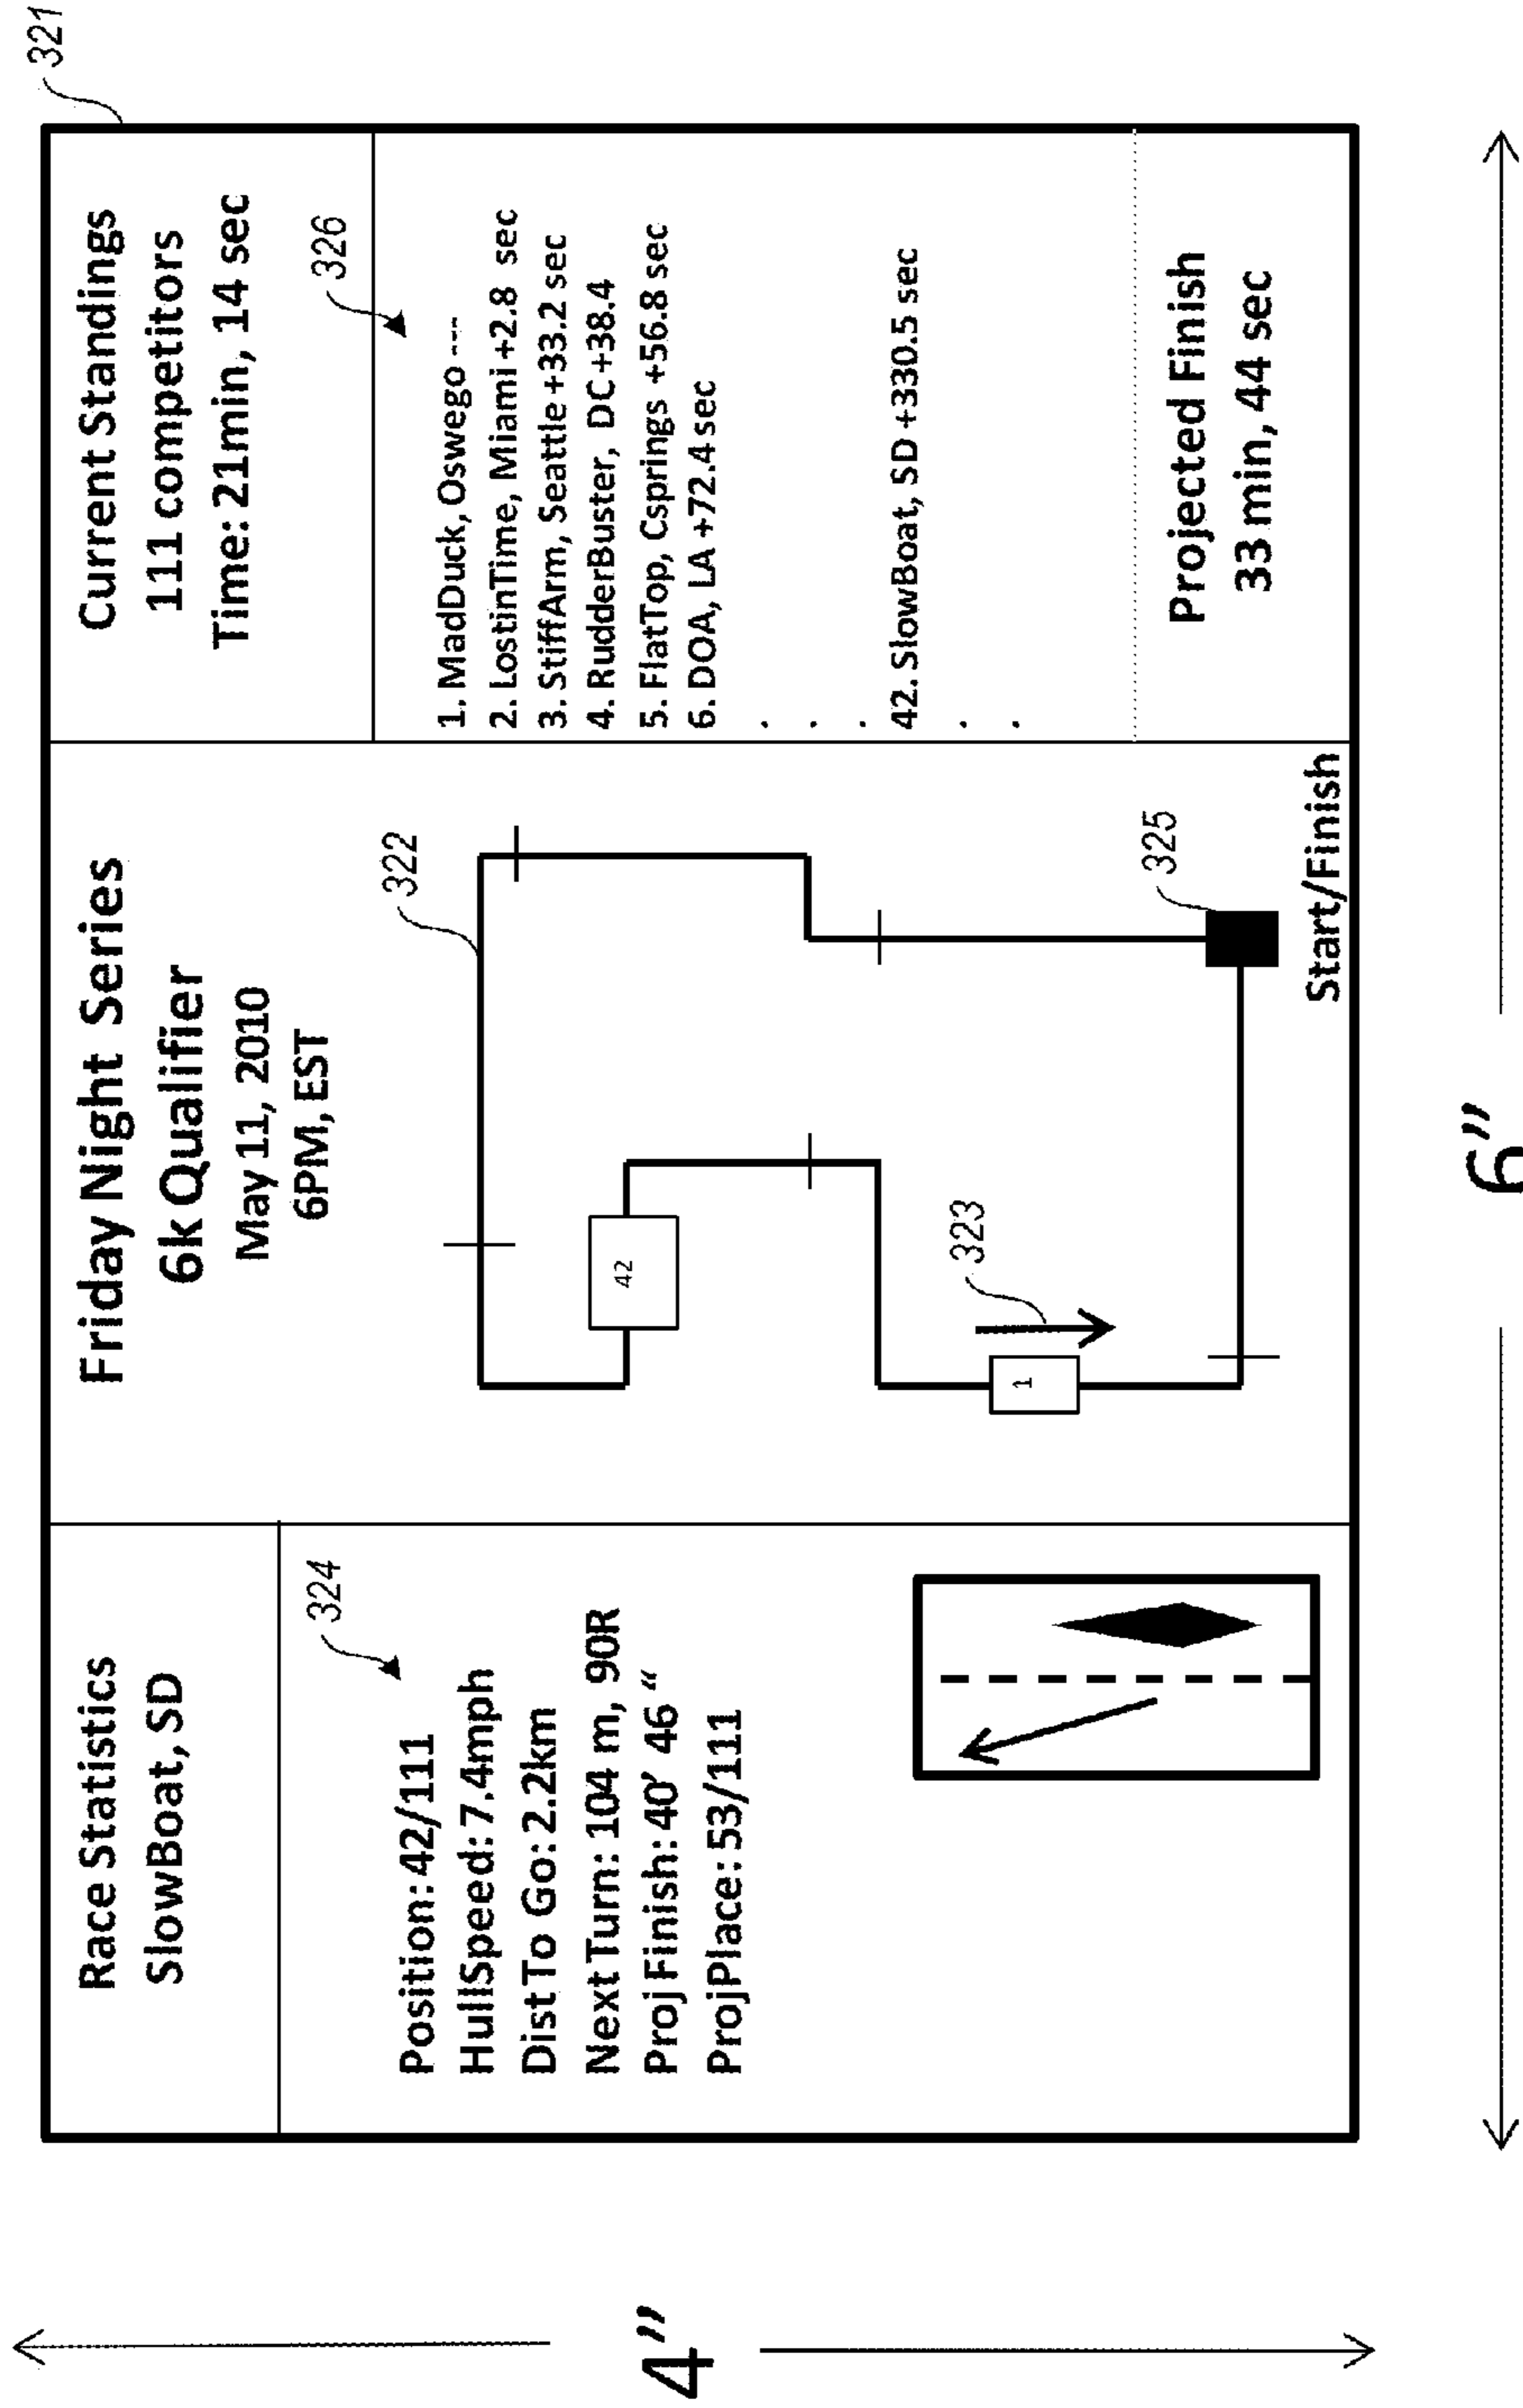 321
Race Statistics
SlowBoat, SD
324
Position: 42/111
HullSpeed: 7.4mph
Dist To Go: 2.2km
Next Turn: 104 m, 90R
Proj Finish: 40' 46 “
ProjPlace: 53/111
Friday Night Series
6k Qualifier
May 11, 2010
6PM, EST
322
42
323
1
325
Start/Finish
Current Standings
111 competitors
Time: 21min, 14 sec
326
1. MadDuck, Oswego ---
2. LostinTime, Miami +2.8 sec
3. StiffArm, Seattle +33.2 sec
4. RudderBuster, DC +38.4
5. FlatTop, Csprings +56.8 sec
6. DOA, LA +72.4 sec
.
.
.
42. SlowBoat, SD +330.5 sec
.
.
Projected Finish
33 min, 44 sec
4”
6”